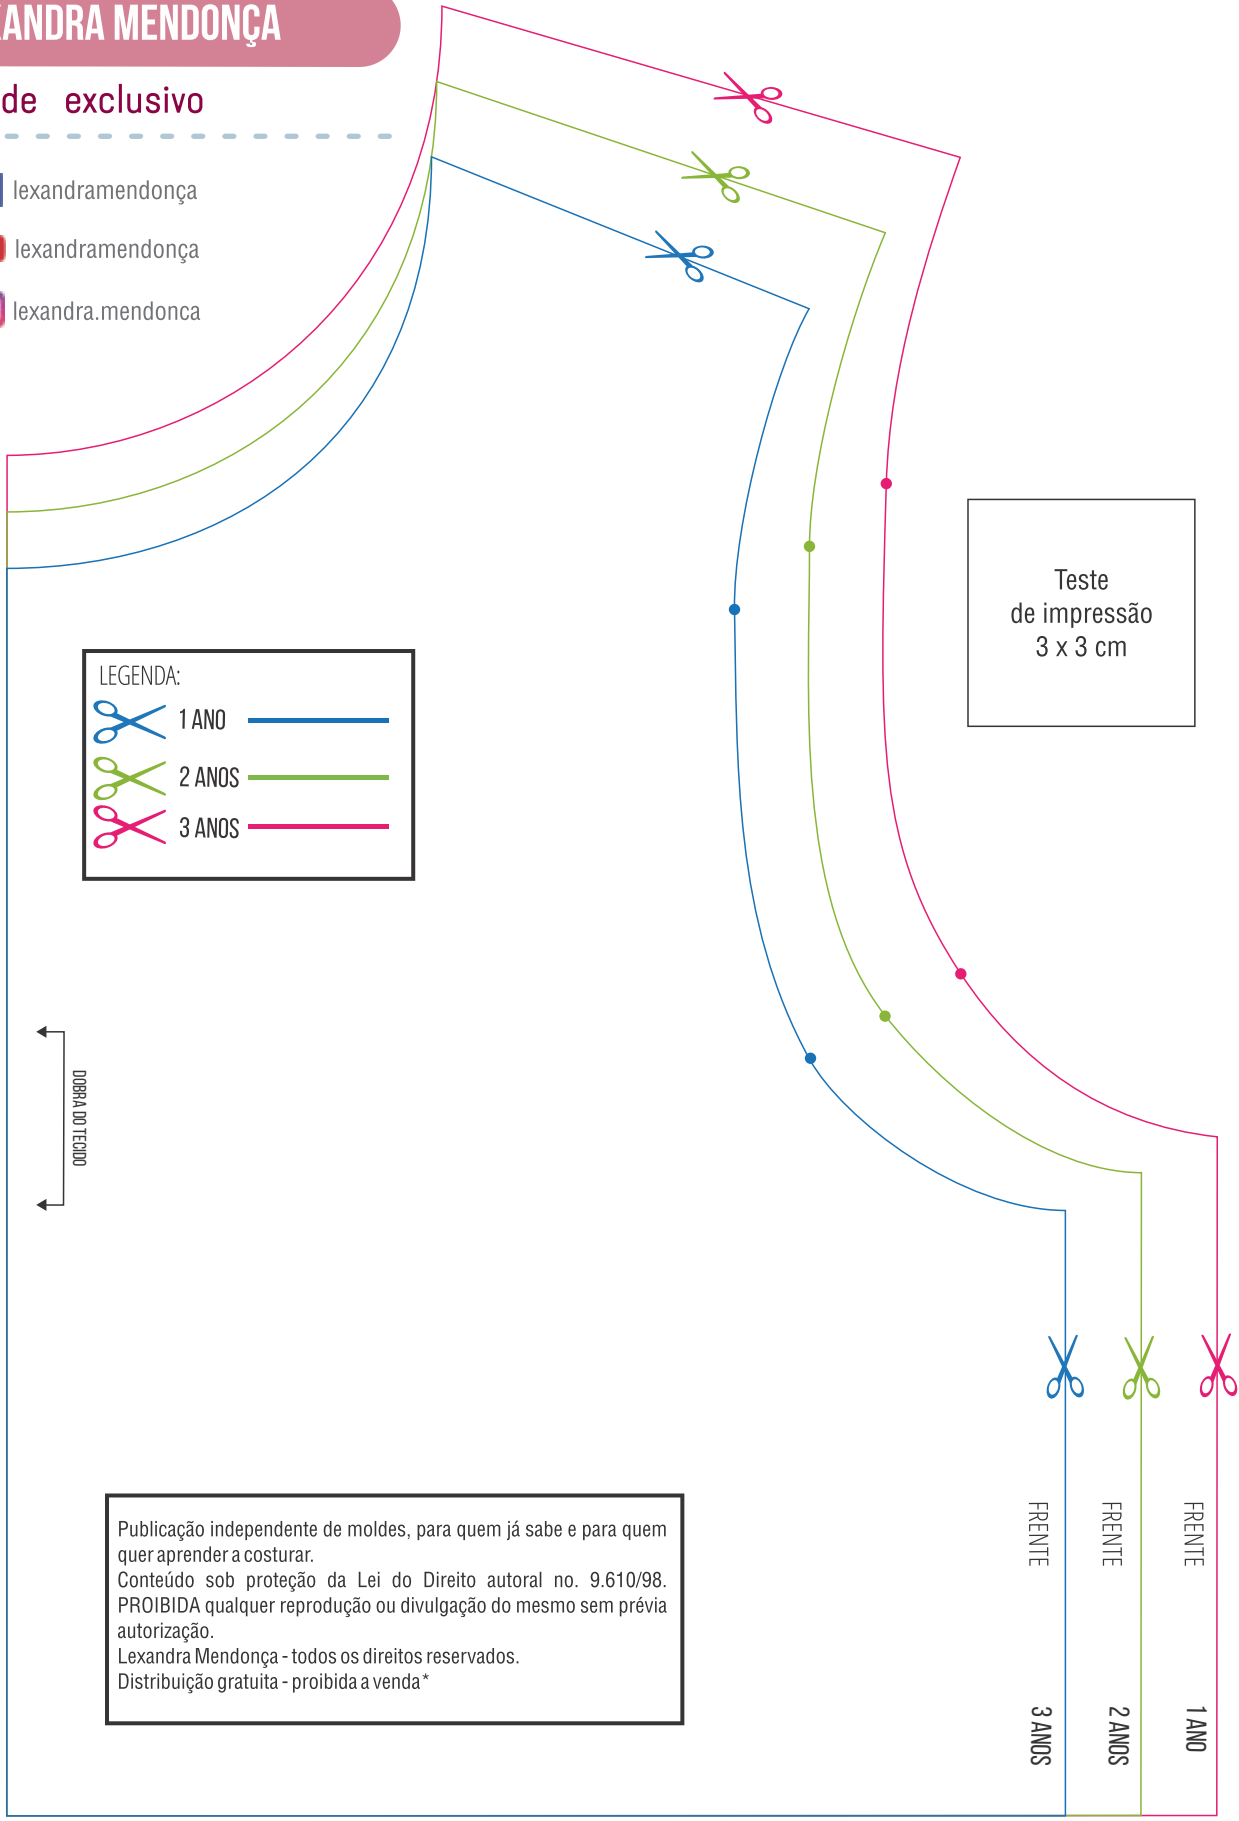 XANDRA MENDONÇA
de exclusivo
lexandramendonça
lexandramendonça
lexandra.mendonca
Teste
de impressão
3 x 3 cm
LEGENDA:
1 ANO
2 ANOS
3 ANOS
DOBRA DO TECIDO
FRENTE
FRENTE
FRENTE
Publicação independente de moldes, para quem já sabe e para quem
quer aprender a costurar.
Conteúdo sob proteção da Lei do Direito autoral no. 9.610/98.
PROIBIDA qualquer reprodução ou divulgação do mesmo sem prévia
autorização.
Lexandra Mendonça - todos os direitos reservados.
Distribuição gratuita - proibida a venda*
3 ANOS
2 ANOS
1 ANO